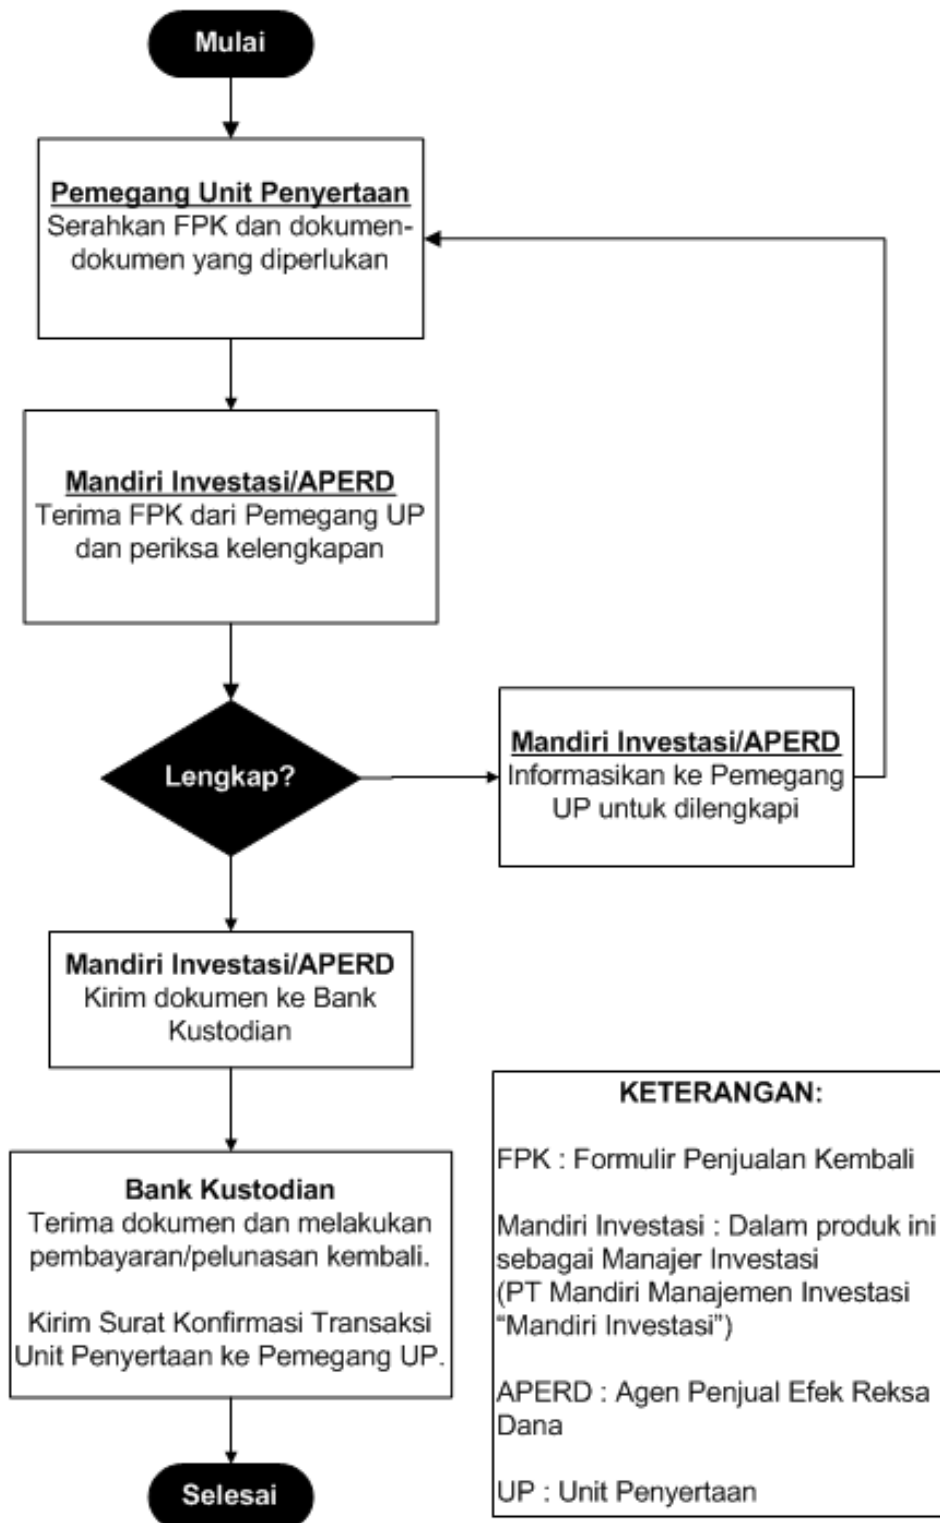 Mulai
Pemegang Unit Penyertaan
Serahkan FPK dan dokumen-
dokumen yang diperlukan
Mandiri Investasi/APERD
Terima FPK dari Pemegang UP
dan periksa kelengkapan
Lengkap?
Mandiri Investasi/APERD
Informasikan ke Pemegang
UP untuk dilengkapi
Mandiri Investasi/APERD
Kirim dokumen ke Bank
Kustodian
Bank Kustodian
Terima dokumen dan melakukan
pembayaran/pelunasan kembali.
Kirim Surat Konfirmasi Transaksi
Unit Penyertaan ke Pemegang UP.
Selesai
KETERANGAN:
FPK : Formulir Penjualan Kembali
Mandiri Investasi : Dalam produk ini
sebagai Manajer Investasi
(PT Mandiri Manajemen Investasi
“Mandiri Investasi”)
APERD : Agen Penjual Efek Reksa
Dana
UP : Unit Penyertaan